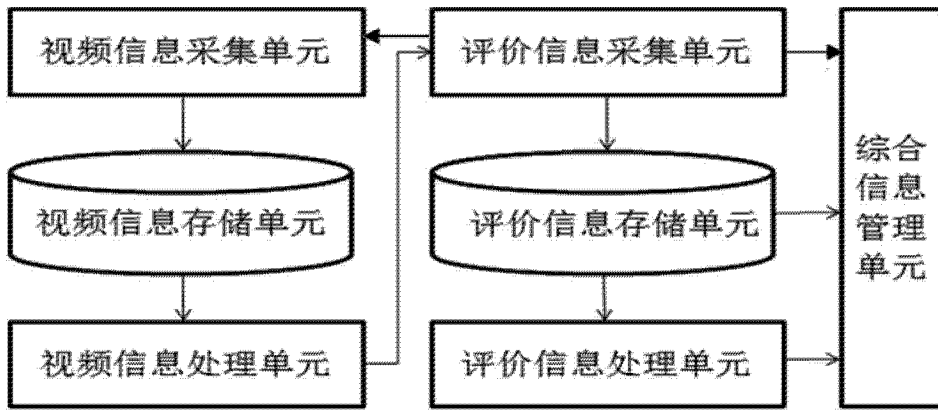 视频信息采集单元
评价信息采集单元
视频信息存储单元
评价信息存储单元
综合
信息
管理
单元
视频信息处理单元
评价信息处理单元